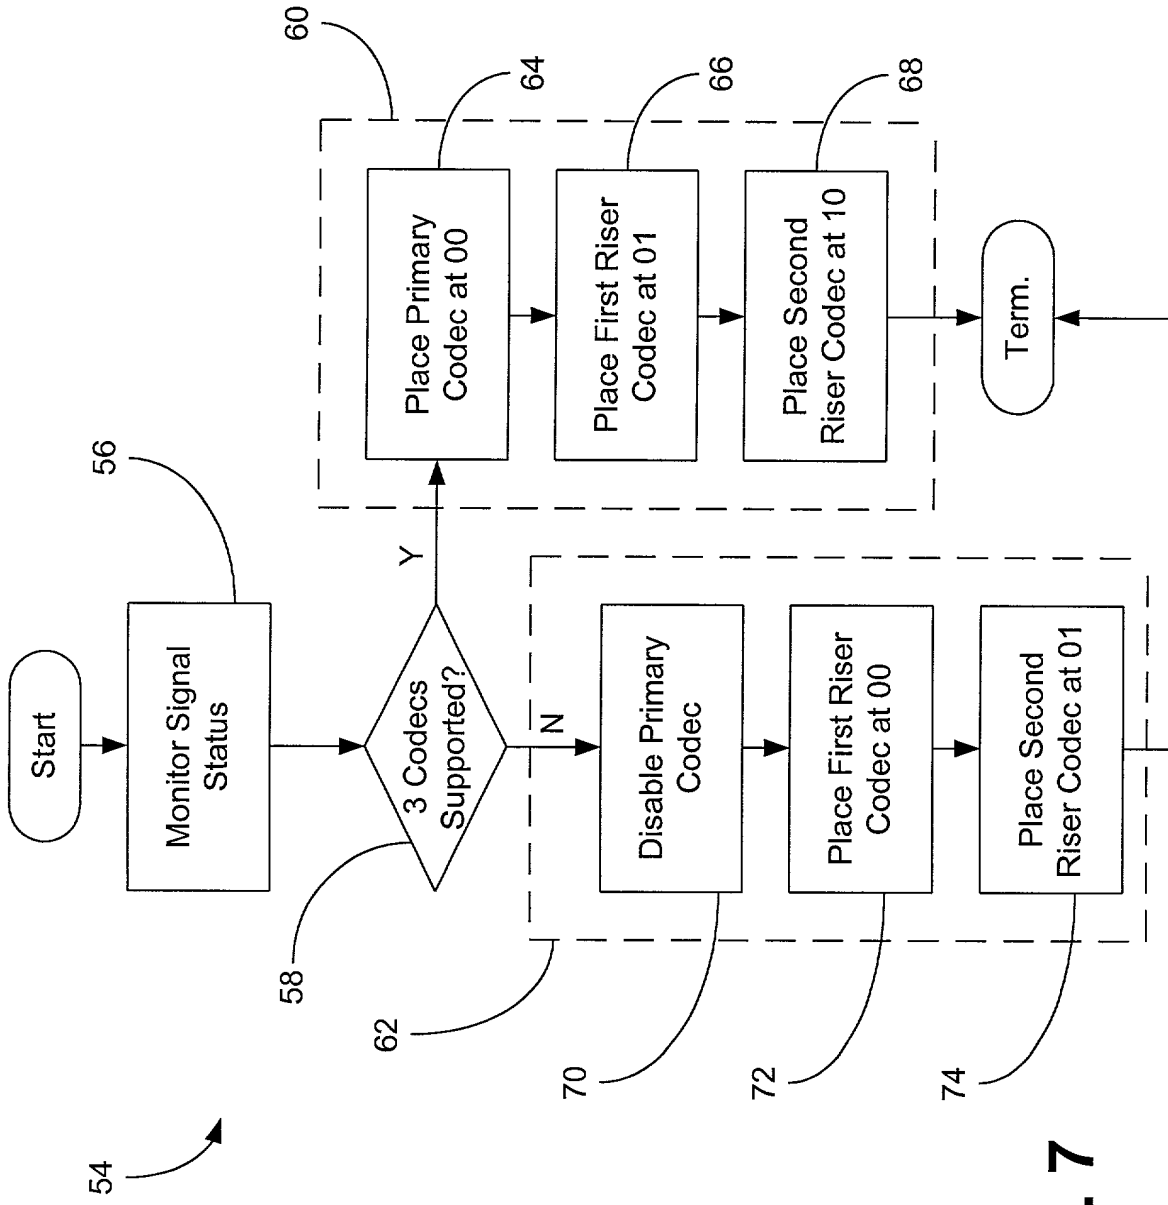 54
Start
Monitor Signal
Status
56
3 Codecs
Supported?
58
Y
N
60
Place Primary
Codec at 00
64
Place First Riser
Codec at 01
66
Place Second
Riser Codec at 10
68
62
Disable Primary
Codec
70
Place First Riser
Codec at 00
72
Place Second
Riser Codec at 01
74
Term.
. 7